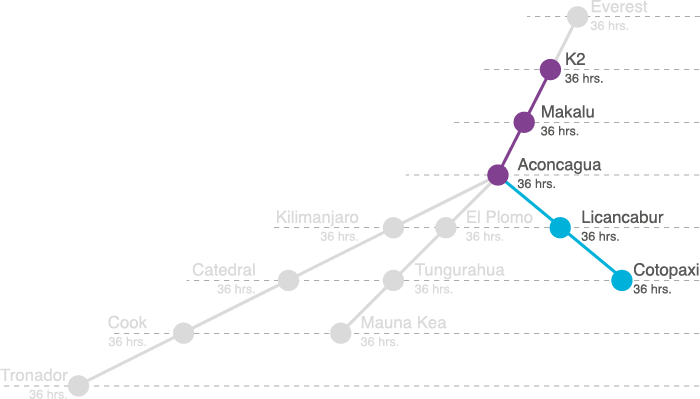 Everest
36 hrs.
K2
36 hrs.
Makalu
36 hrs.
Aconcagua
36 hrs.
Kilimanjaro
36 hrs.
El Plomo
36 hrs.
Licancabur
36 hrs.
Catedral
36 hrs.
Tungurahua
36 hrs.
Cotopaxi
36 hrs.
Cook
36 hrs.
Mauna Kea
36 hrs.
Tronador
36 hrs.